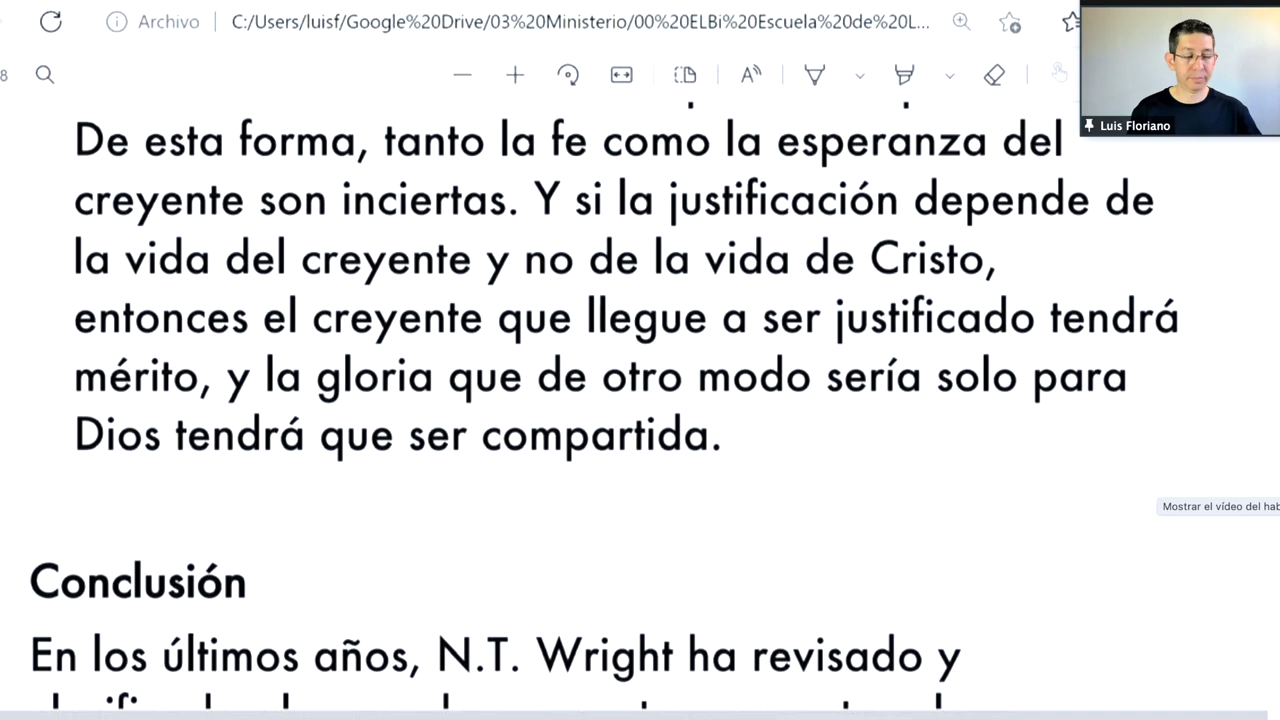 Archivo
C:/Users/luisf/Google%20Drive/03%20Ministerio/00%20ELBi%20Escuela%20de%20L...
8
Luis Floriano
De esta forma, tanto la fe como la esperanza del
creyente son inciertas. Y si la justificación depende de
la vida del creyente y no de la vida de Cristo,
entonces el creyente que llegue a ser justificado tendrá
mérito, y la gloria que de otro modo sería solo para
Dios tendrá que ser compartida.
Mostrar el vídeo del hab
Conclusión
En los últimos años, N.T. Wright ha revisado y